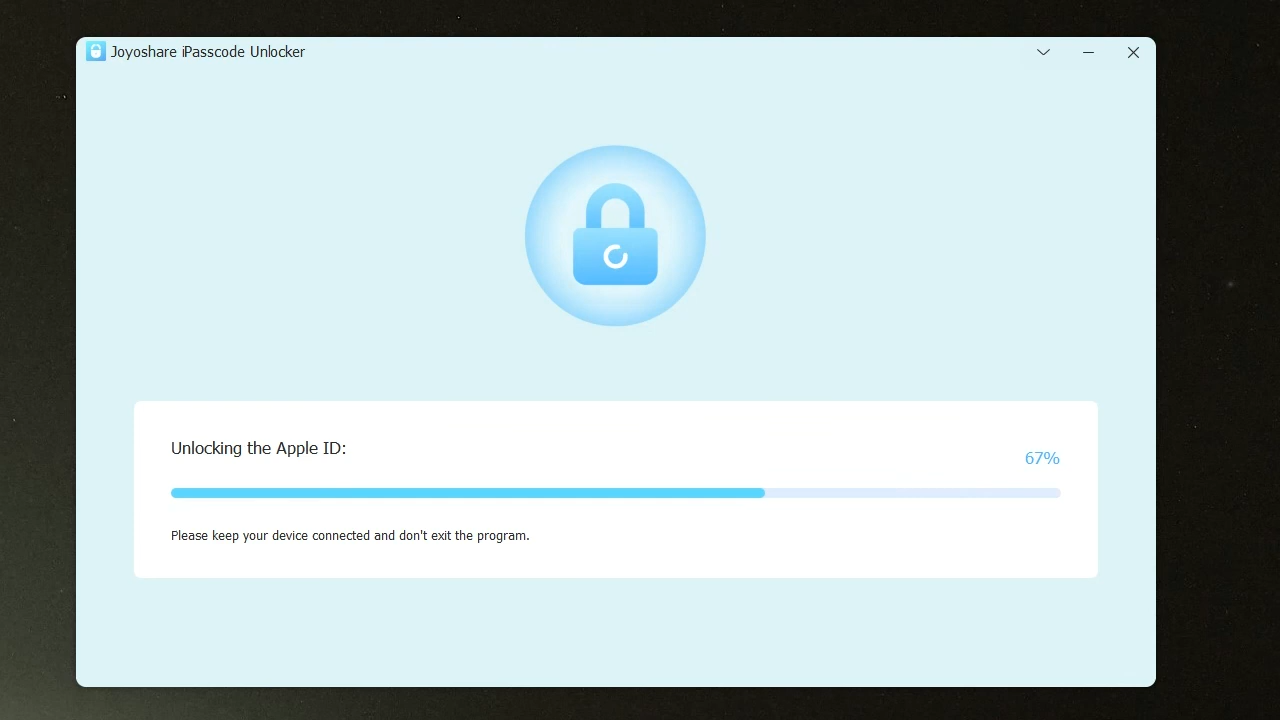 Joyoshare iPasscode Unlocker
Unlocking the Apple ID:
67%
Please keep your device connected and don't exit the program.